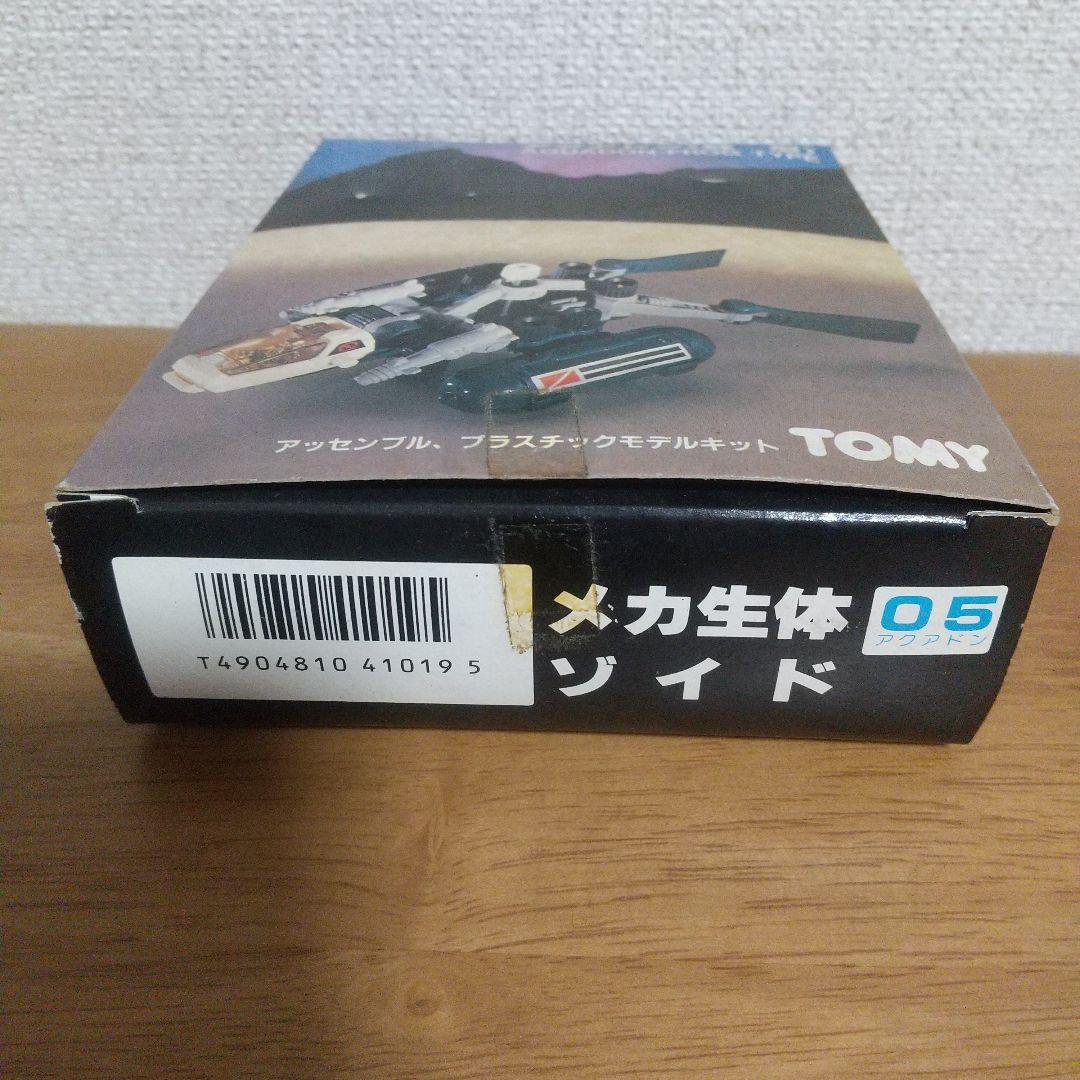 アッセンブル、プラスチックモデルキット TOMY
T4904810 41019 5
メカ生体
ゾイド
05
アクアドン